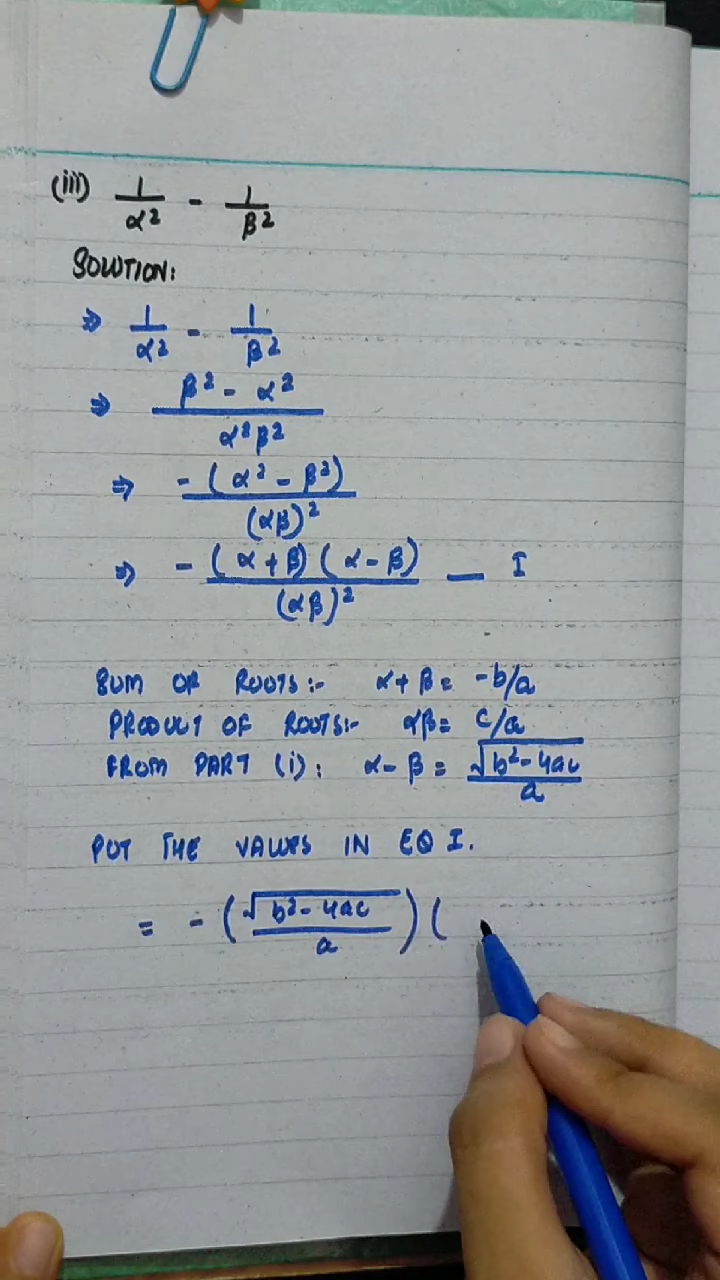 (iii) 1/α² - 1/β²
SOLUTION:
⇒ 1/α² - 1/β²
⇒ β² - α² / α²β²
⇒ -(α² - β²) / (αβ)²
⇒ -(α + β)(α - β) / (αβ)² — I
SUM OF ROOTS:- α + β = -b/a
PRODUCT OF ROOTS:- αβ = c/a
FROM PART (i): α - β = √b² - 4ac / a
PUT THE VALUES IN EQ I.
= - (√b² - 4ac / a) (